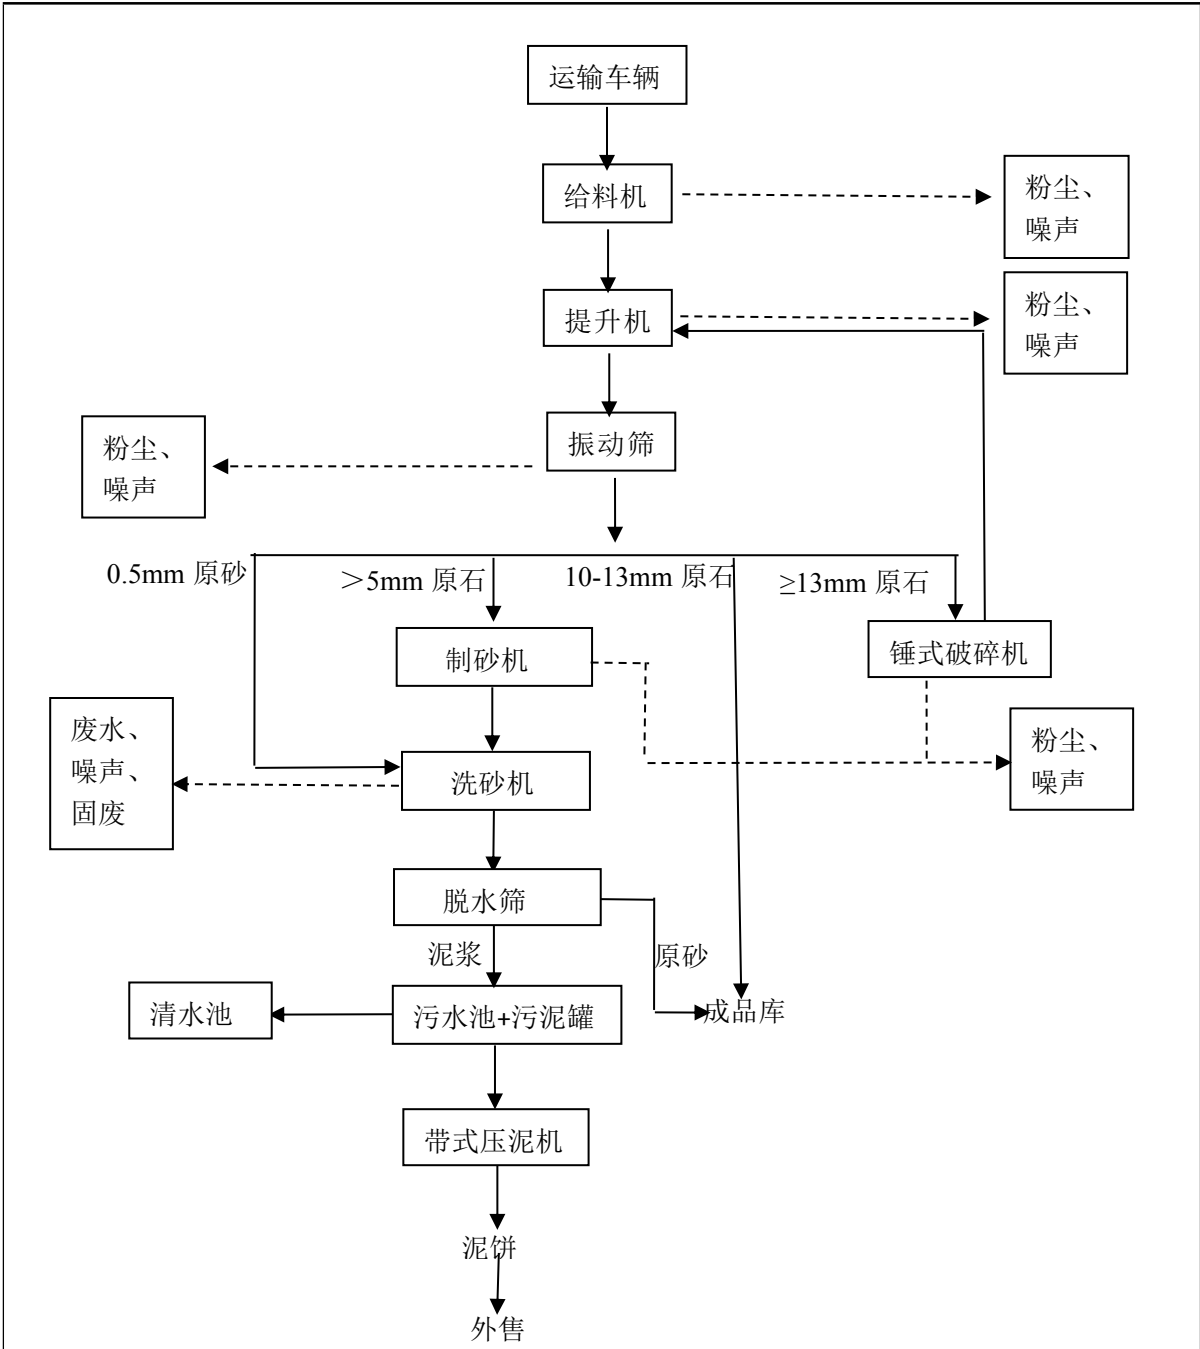 运输车辆
给料机
粉尘、
噪声
提升机
粉尘、
噪声
振动筛
粉尘、
噪声
0.5mm 原砂
＞5mm 原石
10-13mm 原石
≥13mm 原石
制砂机
锤式破碎机
废水、
噪声、
固废
洗砂机
粉尘、
噪声
脱水筛
泥浆
原砂
清水池
污水池+污泥罐
成品库
带式压泥机
泥饼
外售